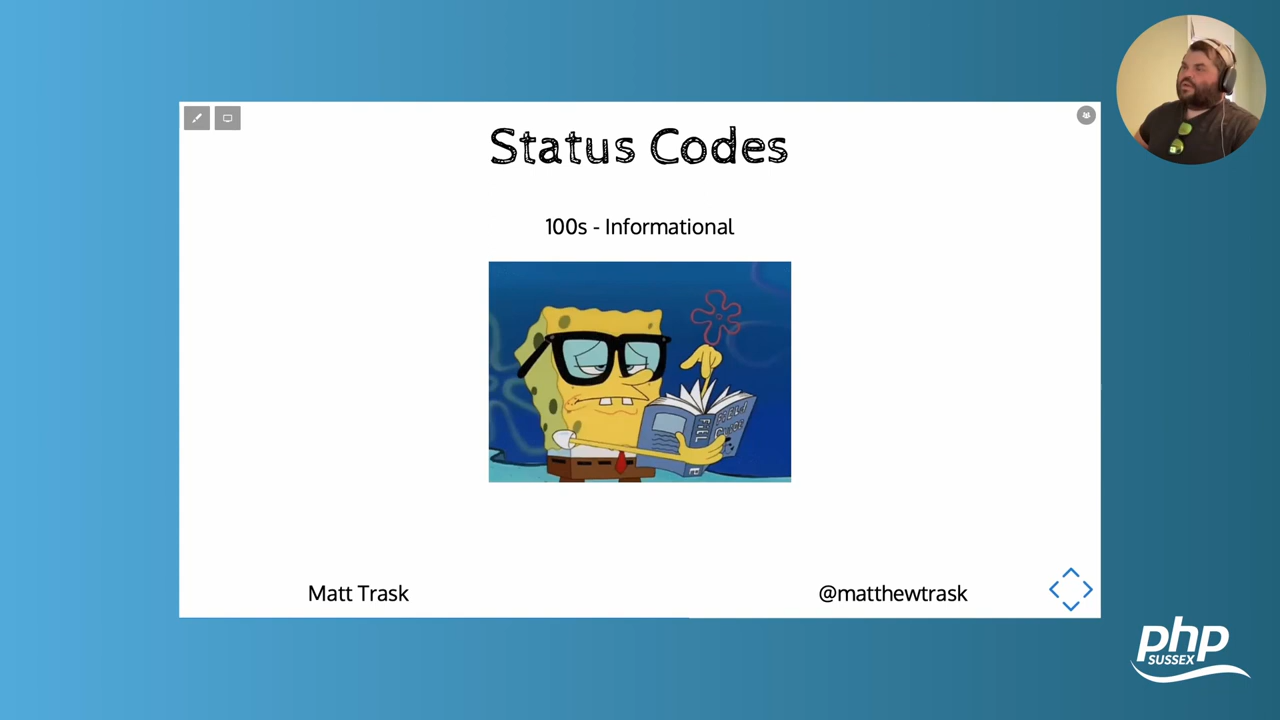 Status Codes
100s - Informational
Matt Trask
@matthewtrask
php
SUSSEX